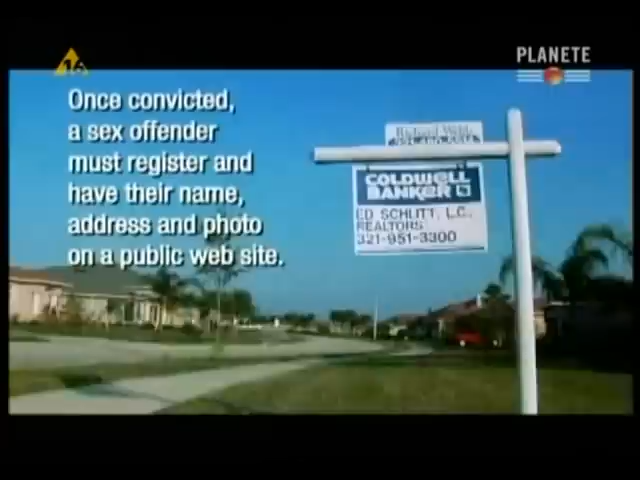 16
PLANETE
Once convicted,
a sex offender
must register and
have their name,
address and photo
on a public web site.
COLDWELL
BANKER
ED SCHLITT, L.C.
REALTORS
321-951-3300